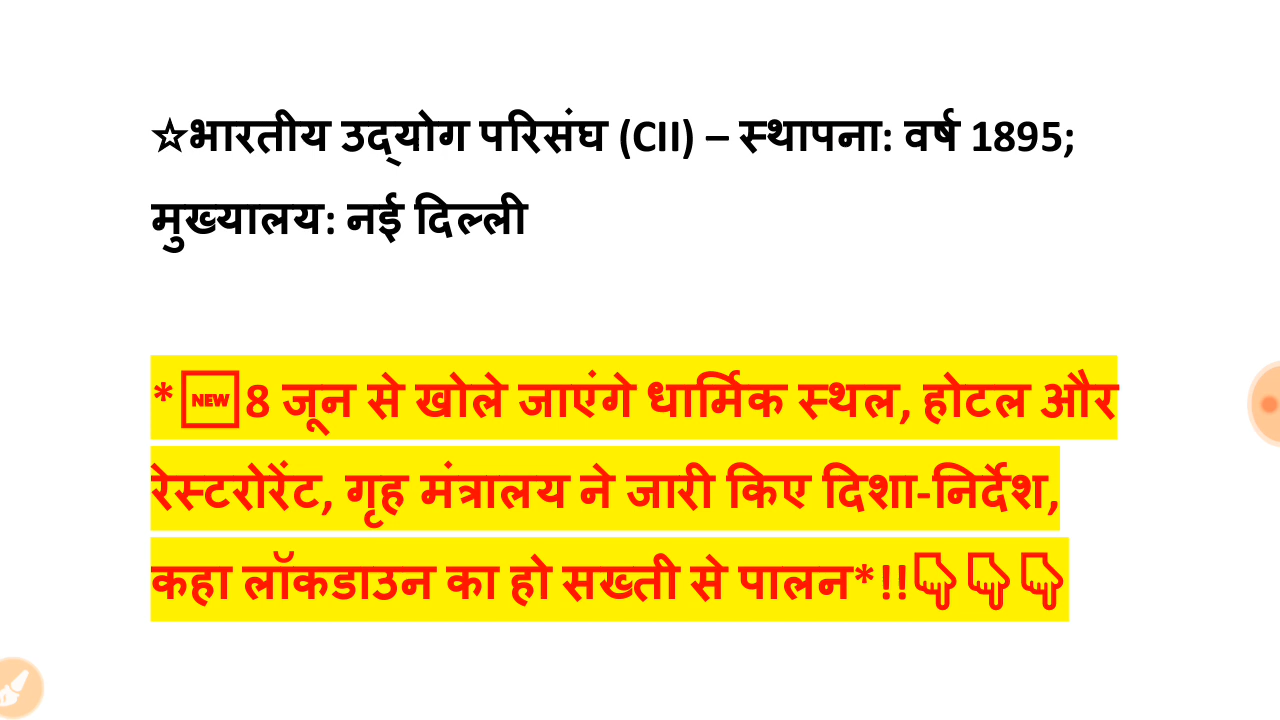 ☆भारतीय उद्योग परिसंघ (CII) – स्थापना: वर्ष 1895;
मुख्यालय: नई दिल्ली
*🆕8 जून से खोले जाएंगे धार्मिक स्थल, होटल और
रेस्टरोरेंट, गृह मंत्रालय ने जारी किए दिशा-निर्देश,
कहा लॉकडाउन का हो सख्ती से पालन*!!👇👇👇